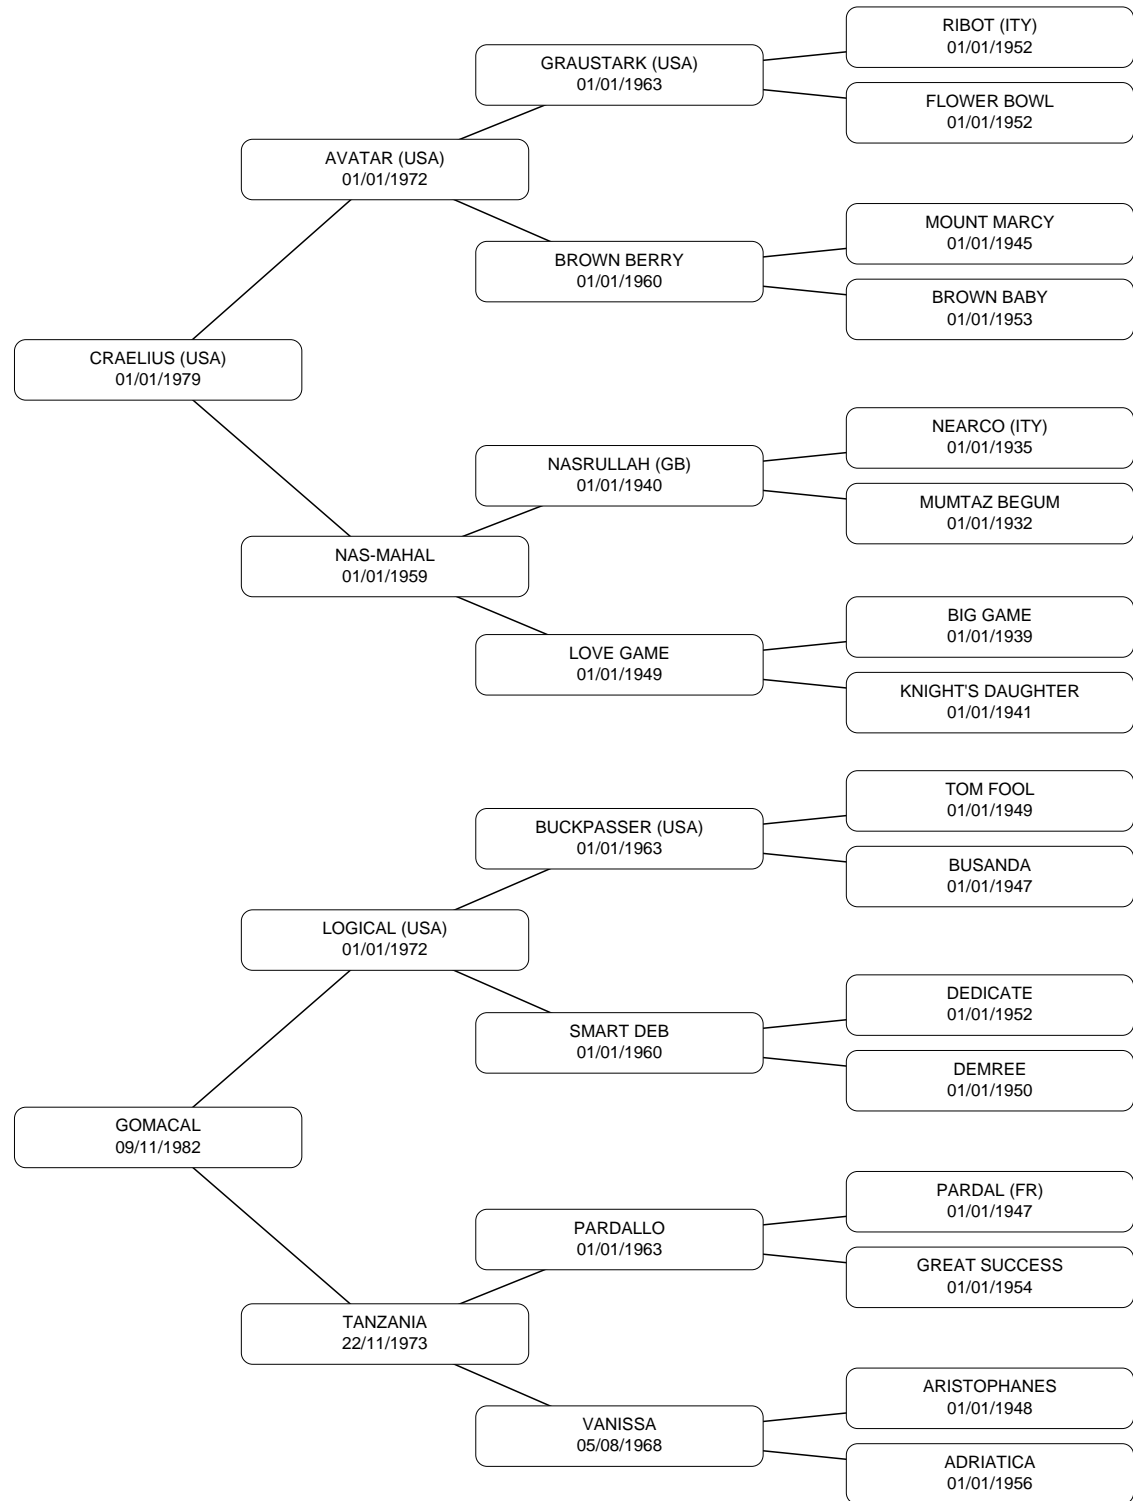 RIBOT (ITY)
01/01/1952
GRAUSTARK (USA)
01/01/1963
FLOWER BOWL
01/01/1952
AVATAR (USA)
01/01/1972
MOUNT MARCY
01/01/1945
BROWN BERRY
01/01/1960
BROWN BABY
01/01/1953
CRAELIUS (USA)
01/01/1979
NEARCO (ITY)
01/01/1935
NASRULLAH (GB)
01/01/1940
MUMTAZ BEGUM
01/01/1932
NAS-MAHAL
01/01/1959
BIG GAME
01/01/1939
LOVE GAME
01/01/1949
KNIGHT'S DAUGHTER
01/01/1941
TOM FOOL
01/01/1949
BUCKPASSER (USA)
01/01/1963
BUSANDA
01/01/1947
LOGICAL (USA)
01/01/1972
DEDICATE
01/01/1952
SMART DEB
01/01/1960
DEMREE
01/01/1950
GOMACAL
09/11/1982
PARDAL (FR)
01/01/1947
PARDALLO
01/01/1963
GREAT SUCCESS
01/01/1954
TANZANIA
22/11/1973
ARISTOPHANES
01/01/1948
VANISSA
05/08/1968
ADRIATICA
01/01/1956